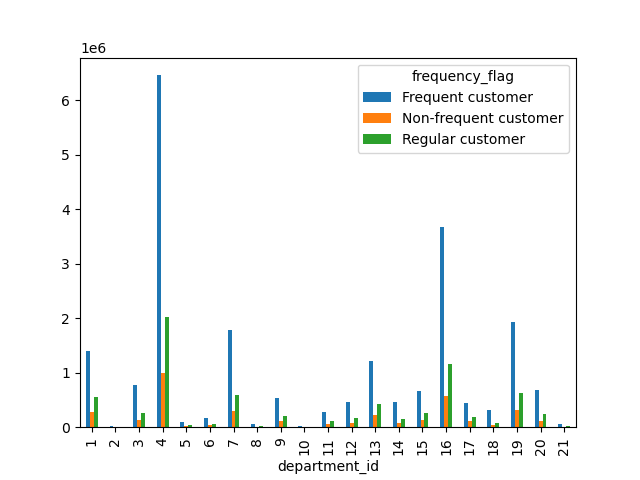 1e6
frequency_flag
Frequent customer
Non-frequent customer
Regular customer
6
5
4
3
2
1
0
1 2 3 4 5 6 7 8 9 10 11 12 13 14 15 16 17 18 19 20 21
department_id